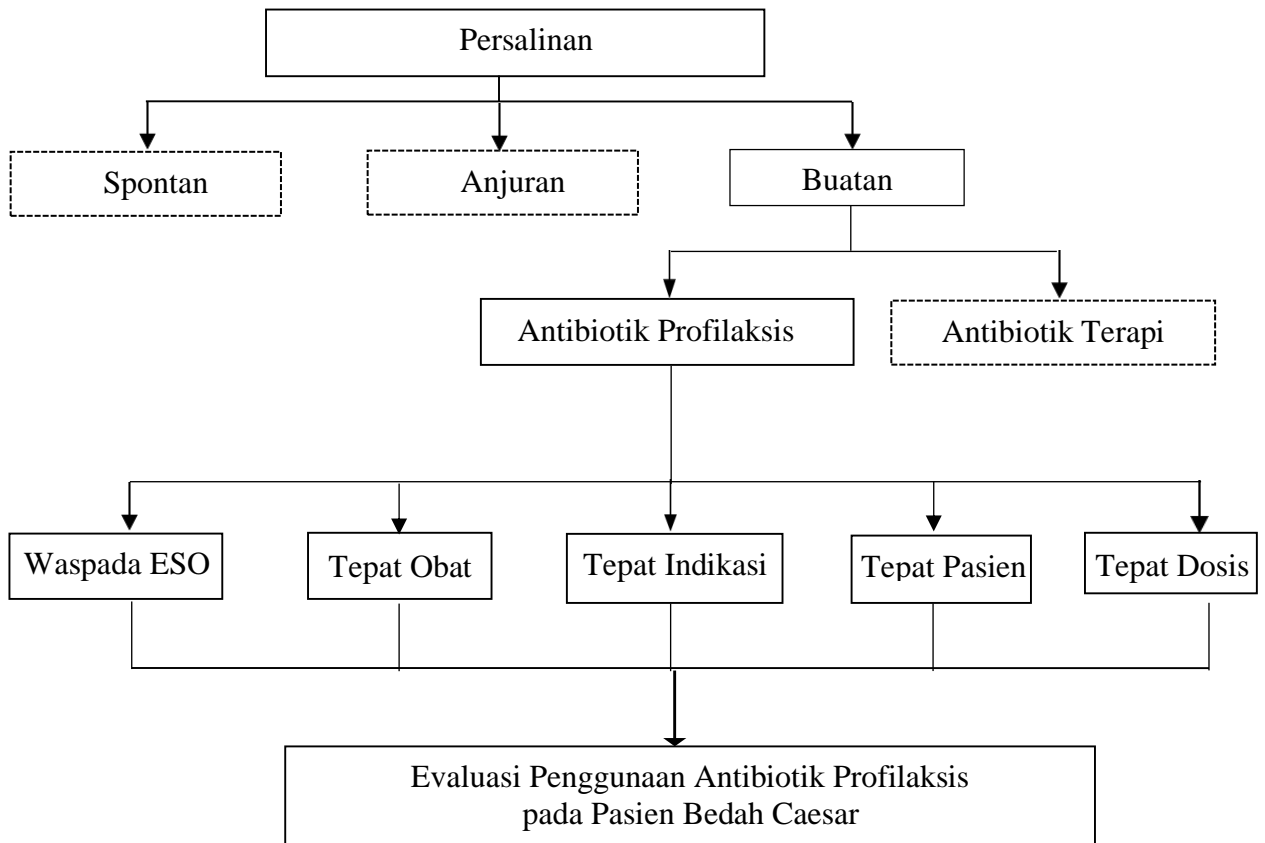 Persalinan
Spontan
Anjuran
Buatan
Antibiotik Profilaksis
Antibiotik Terapi
Waspada ESO
Tepat Obat
Tepat Indikasi
Tepat Pasien
Tepat Dosis
Evaluasi Penggunaan Antibiotik Profilaksis
pada Pasien Bedah Caesar